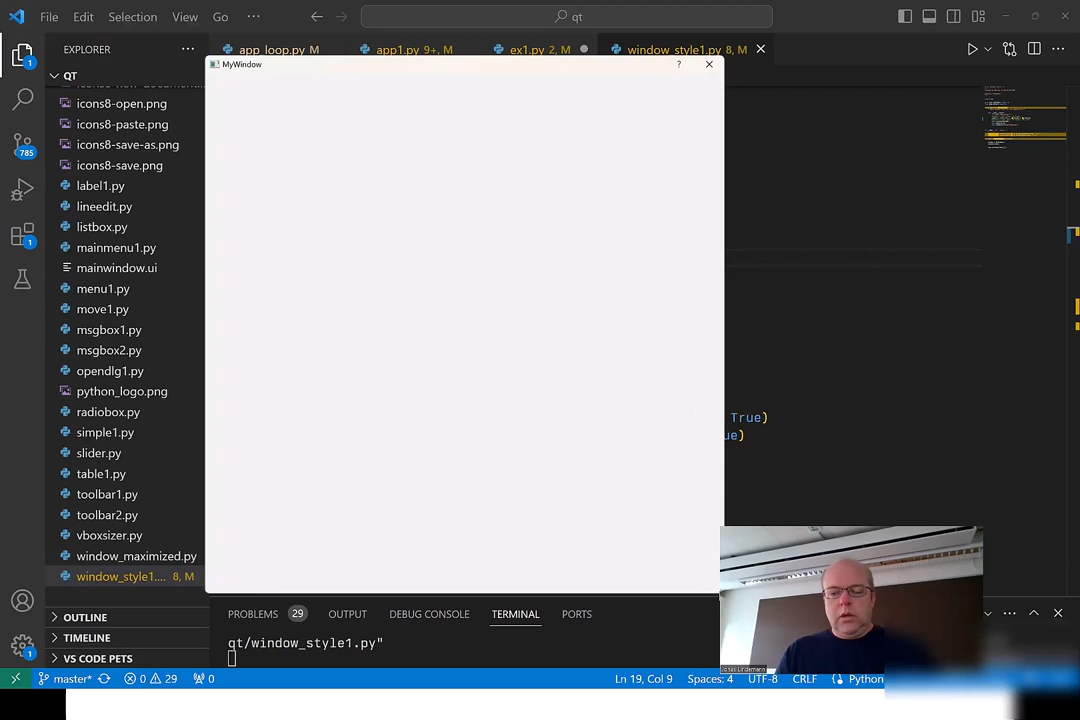 File Edit Selection View Go ··· qt
EXPLORER ···
app_loop.py M app1.py 9+, M ex1.py 2, M window_style1.py 8, M
MyWindow ?
QT
icons8-open.png
icons8-paste.png
icons8-save-as.png
icons8-save.png
label1.py
lineedit.py
listbox.py
mainmenu1.py
mainwindow.ui
menu1.py
move1.py
msgbox1.py
msgbox2.py
opendlg1.py
python_logo.png
radiobox.py
simple1.py
slider.py
table1.py
toolbar1.py
toolbar2.py
vboxsizer.py
window_maximized.py
window_style1.... 8, M
OUTLINE
TIMELINE
VS CODE PETS
1
785
1
1
True)
ue)
PROBLEMS 29 OUTPUT DEBUG CONSOLE TERMINAL PORTS
qt/window_style1.py"
Jonas Lindemann
master* 0 29 0 Ln 19, Col 9 Spaces: 4 UTF-8 CRLF Python